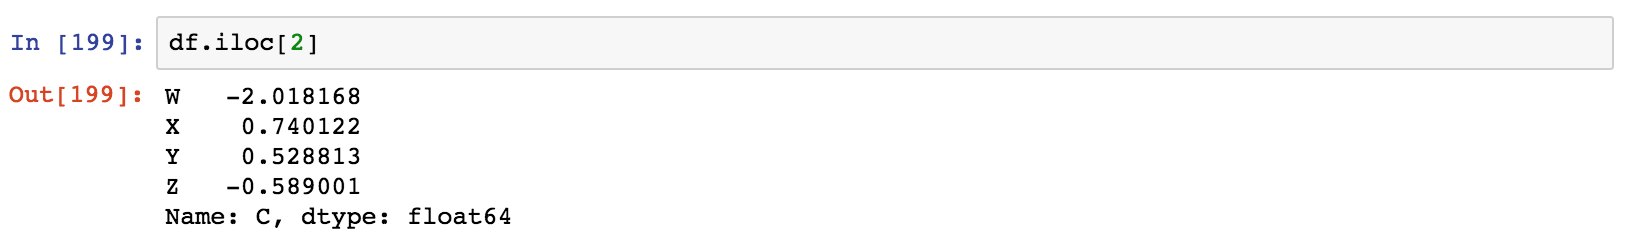 In [199]: df.iloc[2]
Out[199]: W   -2.018168
X    0.740122
Y    0.528813
Z   -0.589001
Name: C, dtype: float64